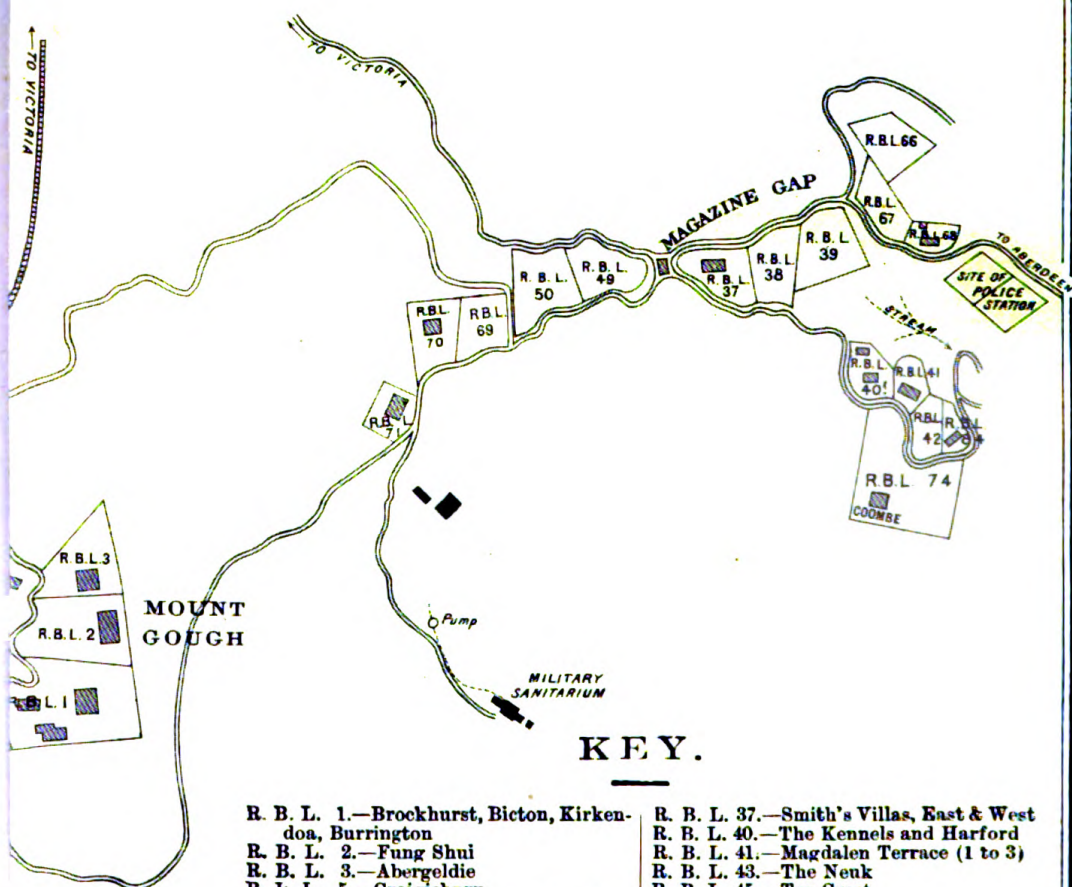 ←TO VICTORIA
←TO VICTORIA
R.B.L.66
MAGAZINE GAP
R.B.L.
67
R.B.L.68
TO ABERDEEN
SITE OF
POLICE
STATION
R. B. L.
39
R.B.L.
38
R.B.L.
37
R. B. L.
49
R. B. L.
50
R.B.L.
69
R.B.L.
70
R.B.L.
71
STREAM
R.B.L.
40
R.B.L.41
R.B.L.
42
R.B.L.
84
R.B.L. 74
COOMBE
R.B.L.3
R.B.L.2
R.B.L.1
MOUNT
GOUGH
Pump
MILITARY
SANITARIUM
KEY.
R. B. L. 1.—Brockhurst, Bicton, Kirken-
doa, Burrington
R. B. L. 2.—Fung Shui
R. B. L. 3.—Abergeldie
R. B. L. 37.—Smith's Villas, East & West
R. B. L. 40.—The Kennels and Harford
R. B. L. 41.—Magdalen Terrace (1 to 3)
R. B. L. 43.—The Neuk